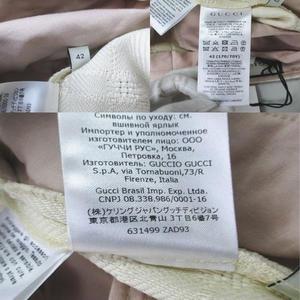 42
GUCCI
42 (170/70Y)
Символы по уходу: см.
вшивной ярлык
Импортер и уполномоченное
изготовителем лицо: ООО
«ГУЧЧИ РУС», Москва,
Петровка, 16
Изготовитель: GUCCIO GUCCI
S.p.A, via Tornabuoni,73/R
Firenze, Italia
Gucci Brasil Imp. Exp. Ltda.
CNPJ 08.338.986/0001-16
(株)ケリングジャパングッチディビジョン
東京都港区北青山 3丁目6番7号
631499 ZAD93